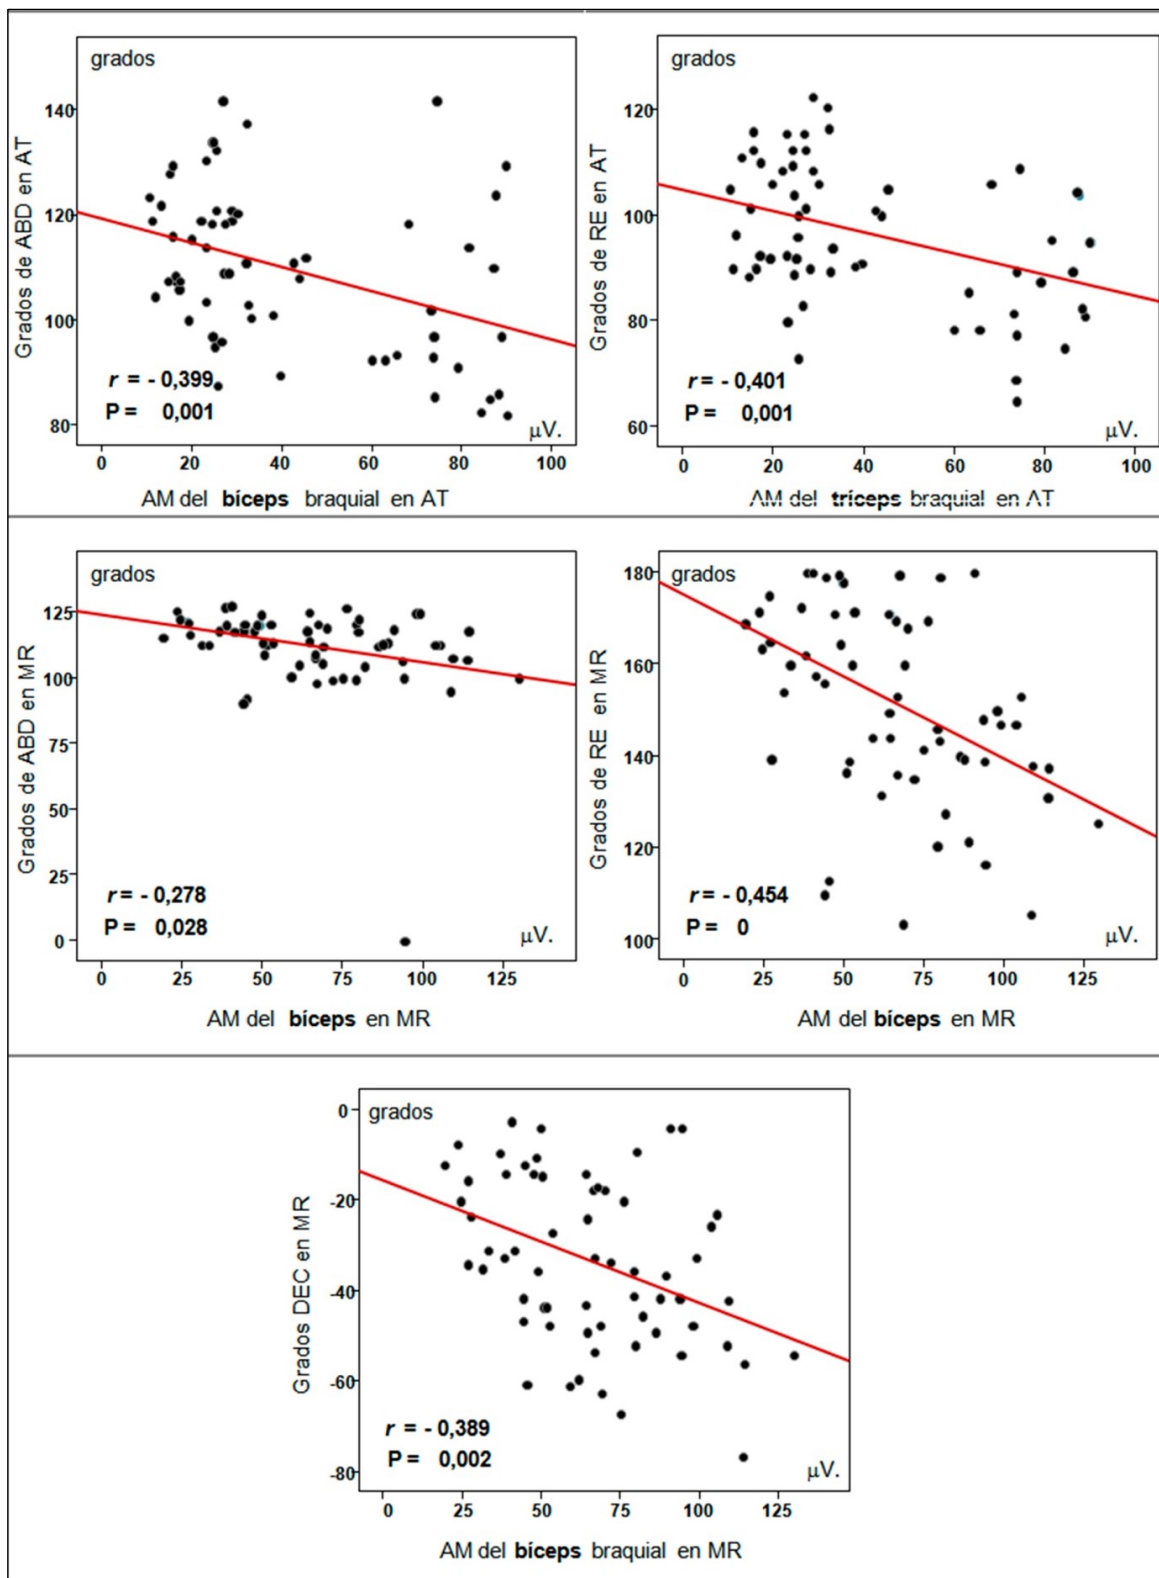 grados
Grados de ABD en AT
140
120
100
80
r = - 0,399
P = 0,001
µV.
0 20 40 60 80 100
AM del bíceps braquial en AT
grados
Grados de RE en AT
120
100
80
60
r = - 0,401
P = 0,001
µV.
0 20 40 60 80 100
AM del tríceps braquial en AT
grados
Grados de ABD en MR
125
100
75
50
25
0
r = - 0,278
P = 0,028
µV.
0 25 50 75 100 125
AM del bíceps en MR
grados
Grados de RE en MR
180
160
140
120
100
r = - 0,454
P = 0
µV.
0 25 50 75 100 125
AM del bíceps en MR
grados
Grados DEC en MR
0
-20
-40
-60
-80
r = - 0,389
P = 0,002
µV.
0 25 50 75 100 125
AM del bíceps braquial en MR